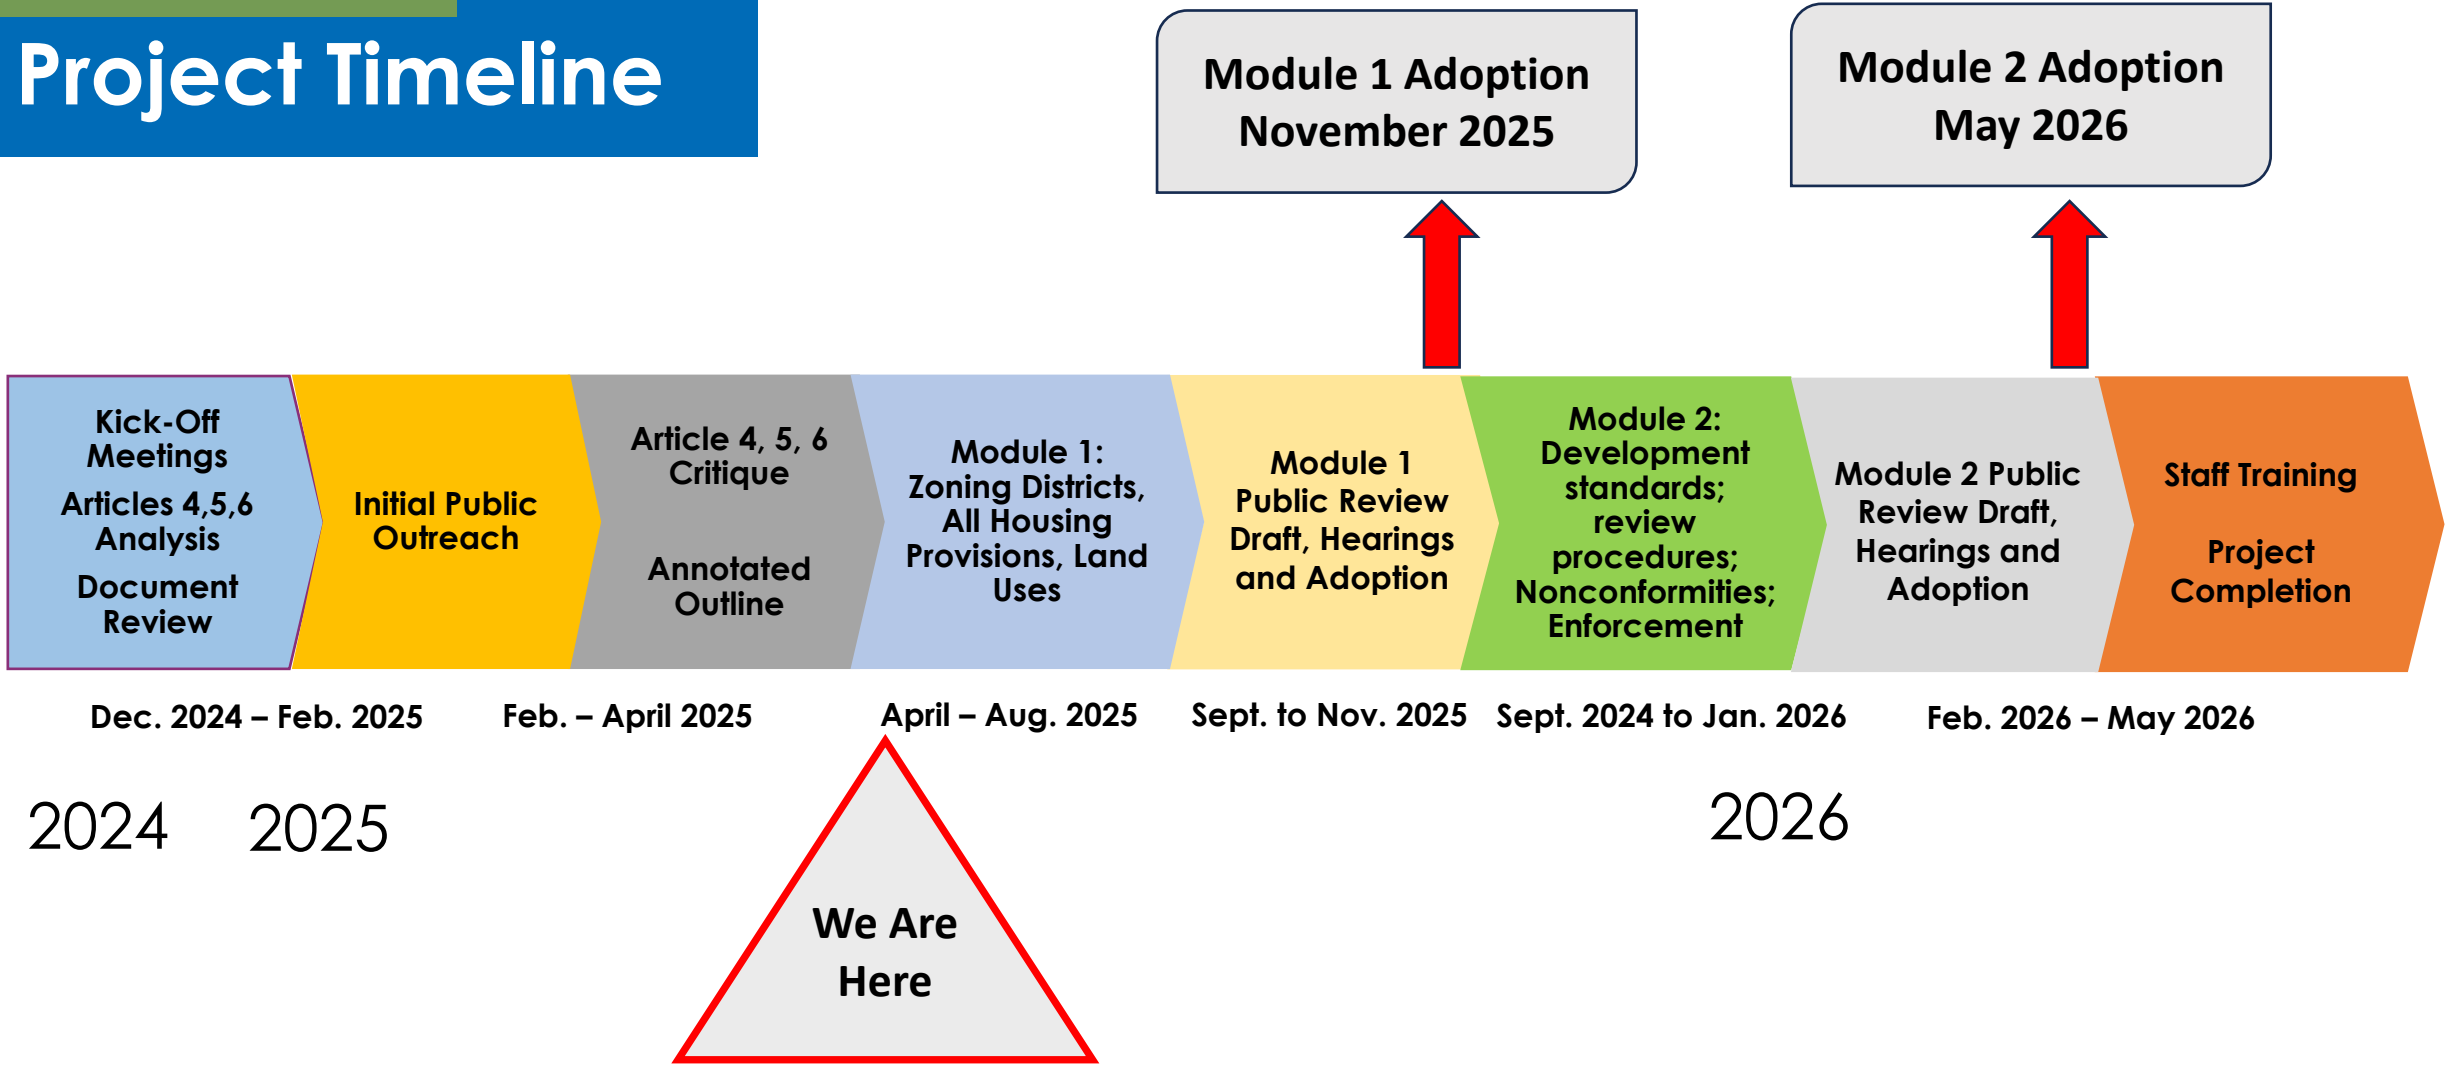 Project Timeline
Module 1 Adoption
November 2025
Module 2 Adoption
May 2026
Kick-Off
Meetings
Articles 4,5,6
Analysis
Document
Review
Initial Public
Outreach
Article 4, 5, 6
Critique
Annotated
Outline
Module 1:
Zoning Districts,
All Housing
Provisions, Land
Uses
Module 1
Public Review
Draft, Hearings
and Adoption
Module 2:
Development
standards;
review
procedures;
Nonconformities;
Enforcement
Module 2 Public
Review Draft,
Hearings and
Adoption
Staff Training
Project
Completion
Dec. 2024 – Feb. 2025
Feb. – April 2025
April – Aug. 2025
Sept. to Nov. 2025
Sept. 2024 to Jan. 2026
Feb. 2026 – May 2026
2024
2025
2026
We Are
Here